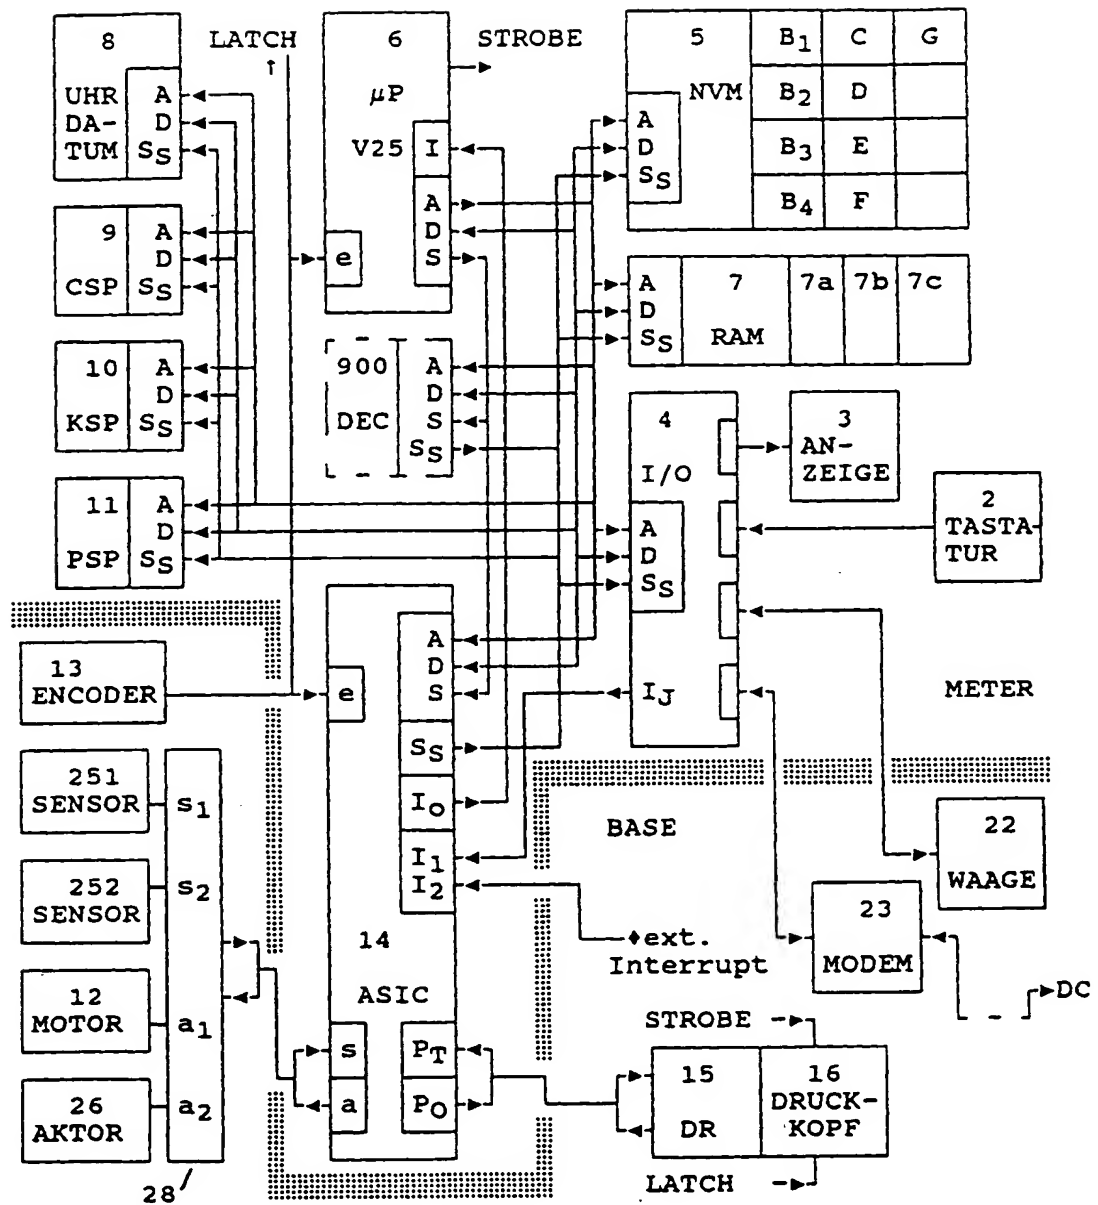 8
UHR
DA-
TUM
A
D
SS
LATCH
↑
6
µP
V25
I
A
D
S
e
STROBE
5
NVM
A
D
SS
B1 C G
B2 D
B3 E
B4 F
9
CSP
A
D
SS
7
RAM
7a 7b 7c
A
D
SS
10
KSP
A
D
SS
900
DEC
A
D
S
SS
4
I/O
A
D
SS
IJ
3
AN-
ZEIGE
2
TASTA-
TUR
11
PSP
A
D
SS
13
ENCODER
e
A
D
S
SS
IO
I1
I2
14
ASIC
s
a
PT
PO
METER
BASE
251
SENSOR
s1
252
SENSOR
s2
12
MOTOR
a1
26
AKTOR
a2
28
22
WAAGE
23
MODEM
ext.
Interrupt
DC
STROBE
15
DR
16
DRUCK-
KOPF
LATCH